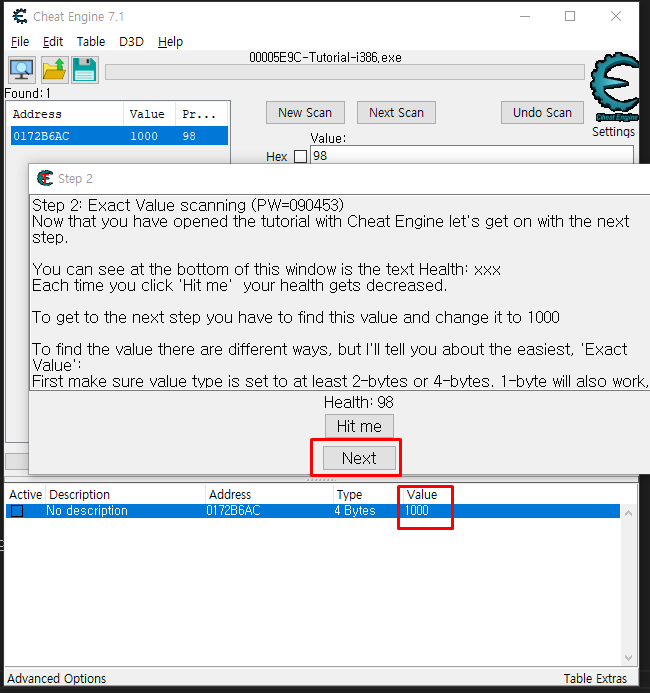 Cheat Engine 7.1
File Edit Table D3D Help
00005E9C-Tutorial-i386.exe
Found:1
Address Value Pr...
0172B6AC 1000 98
New Scan Next Scan Undo Scan
Cheat Engine
Settings
Value:
Hex 98
Step 2
Step 2: Exact Value scanning (PW=090453)
Now that you have opened the tutorial with Cheat Engine let's get on with the next
step.
You can see at the bottom of this window is the text Health: xxx
Each time you click 'Hit me' your health gets decreased.
To get to the next step you have to find this value and change it to 1000
To find the value there are different ways, but I'll tell you about the easiest, 'Exact
Value':
First make sure value type is set to at least 2-bytes or 4-bytes. 1-byte will also work,
Health: 98
Hit me
Next
Active Description Address Type Value
No description 0172B6AC 4 Bytes 1000
Advanced Options Table Extras